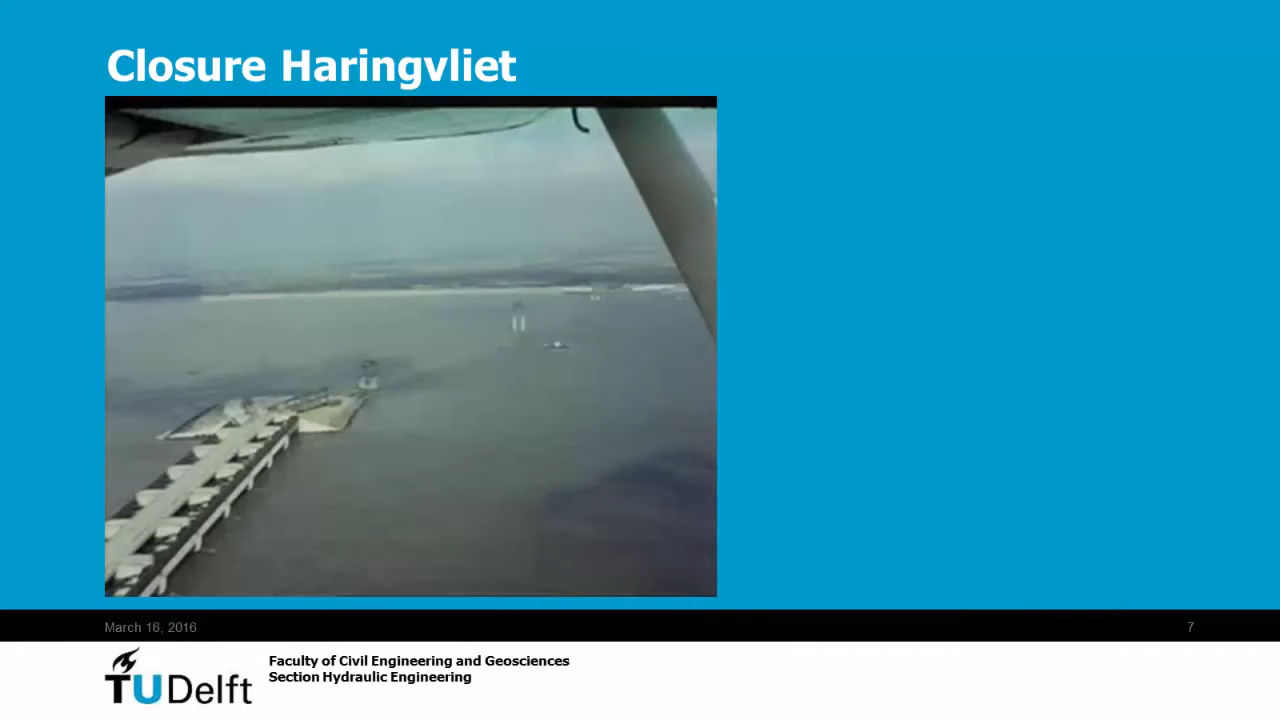 Closure Haringvliet
March 16, 2016
7
TU Delft
Faculty of Civil Engineering and Geosciences
Section Hydraulic Engineering